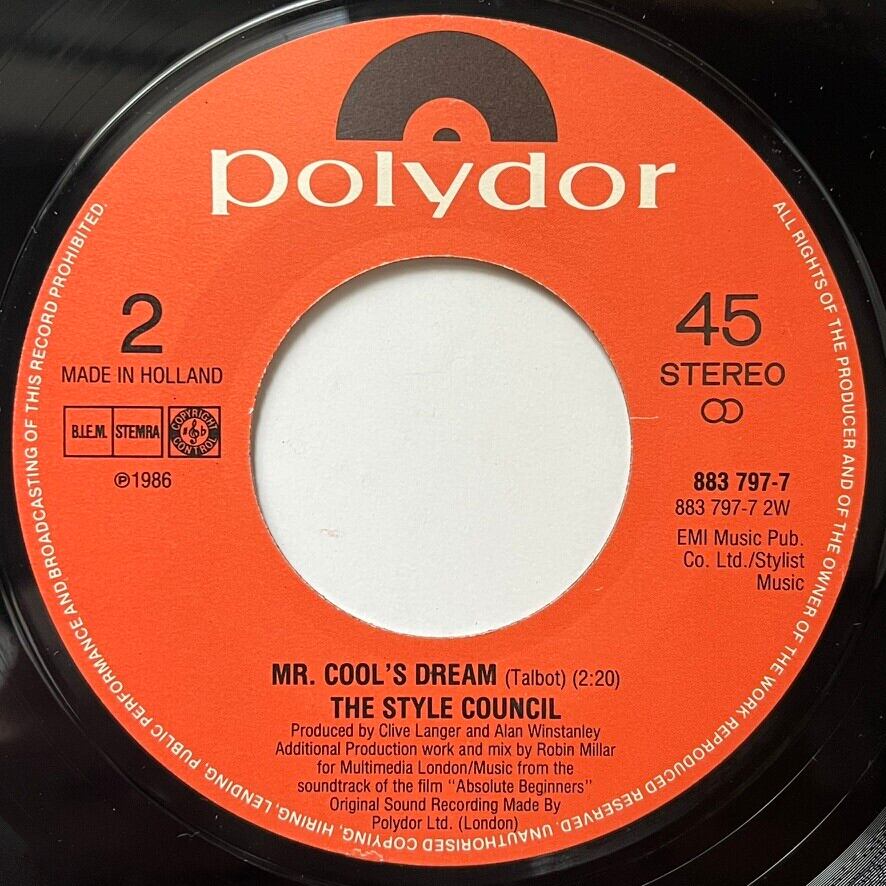 polydor
2
MADE IN HOLLAND
B.I.E.M. STEMRA COPYRIGHT CONTROL
℗1986
45
STEREO
883 797-7
883 797-7 2W
EMI Music Pub.
Co. Ltd./Stylist
Music
MR. COOL'S DREAM (Talbot) (2:20)
THE STYLE COUNCIL
Produced by Clive Langer and Alan Winstanley
Additional Production work and mix by Robin Millar
for Multimedia London/Music from the
soundtrack of the film "Absolute Beginners"
Original Sound Recording Made By
Polydor Ltd. (London)
ALL RIGHTS OF THE PRODUCER AND OF THE OWNER OF THE WORK REPRODUCED RESERVED. UNAUTHORISED COPYING, HIRING, LENDING, PUBLIC PERFORMANCE AND BROADCASTING OF THIS RECORD PROHIBITED.